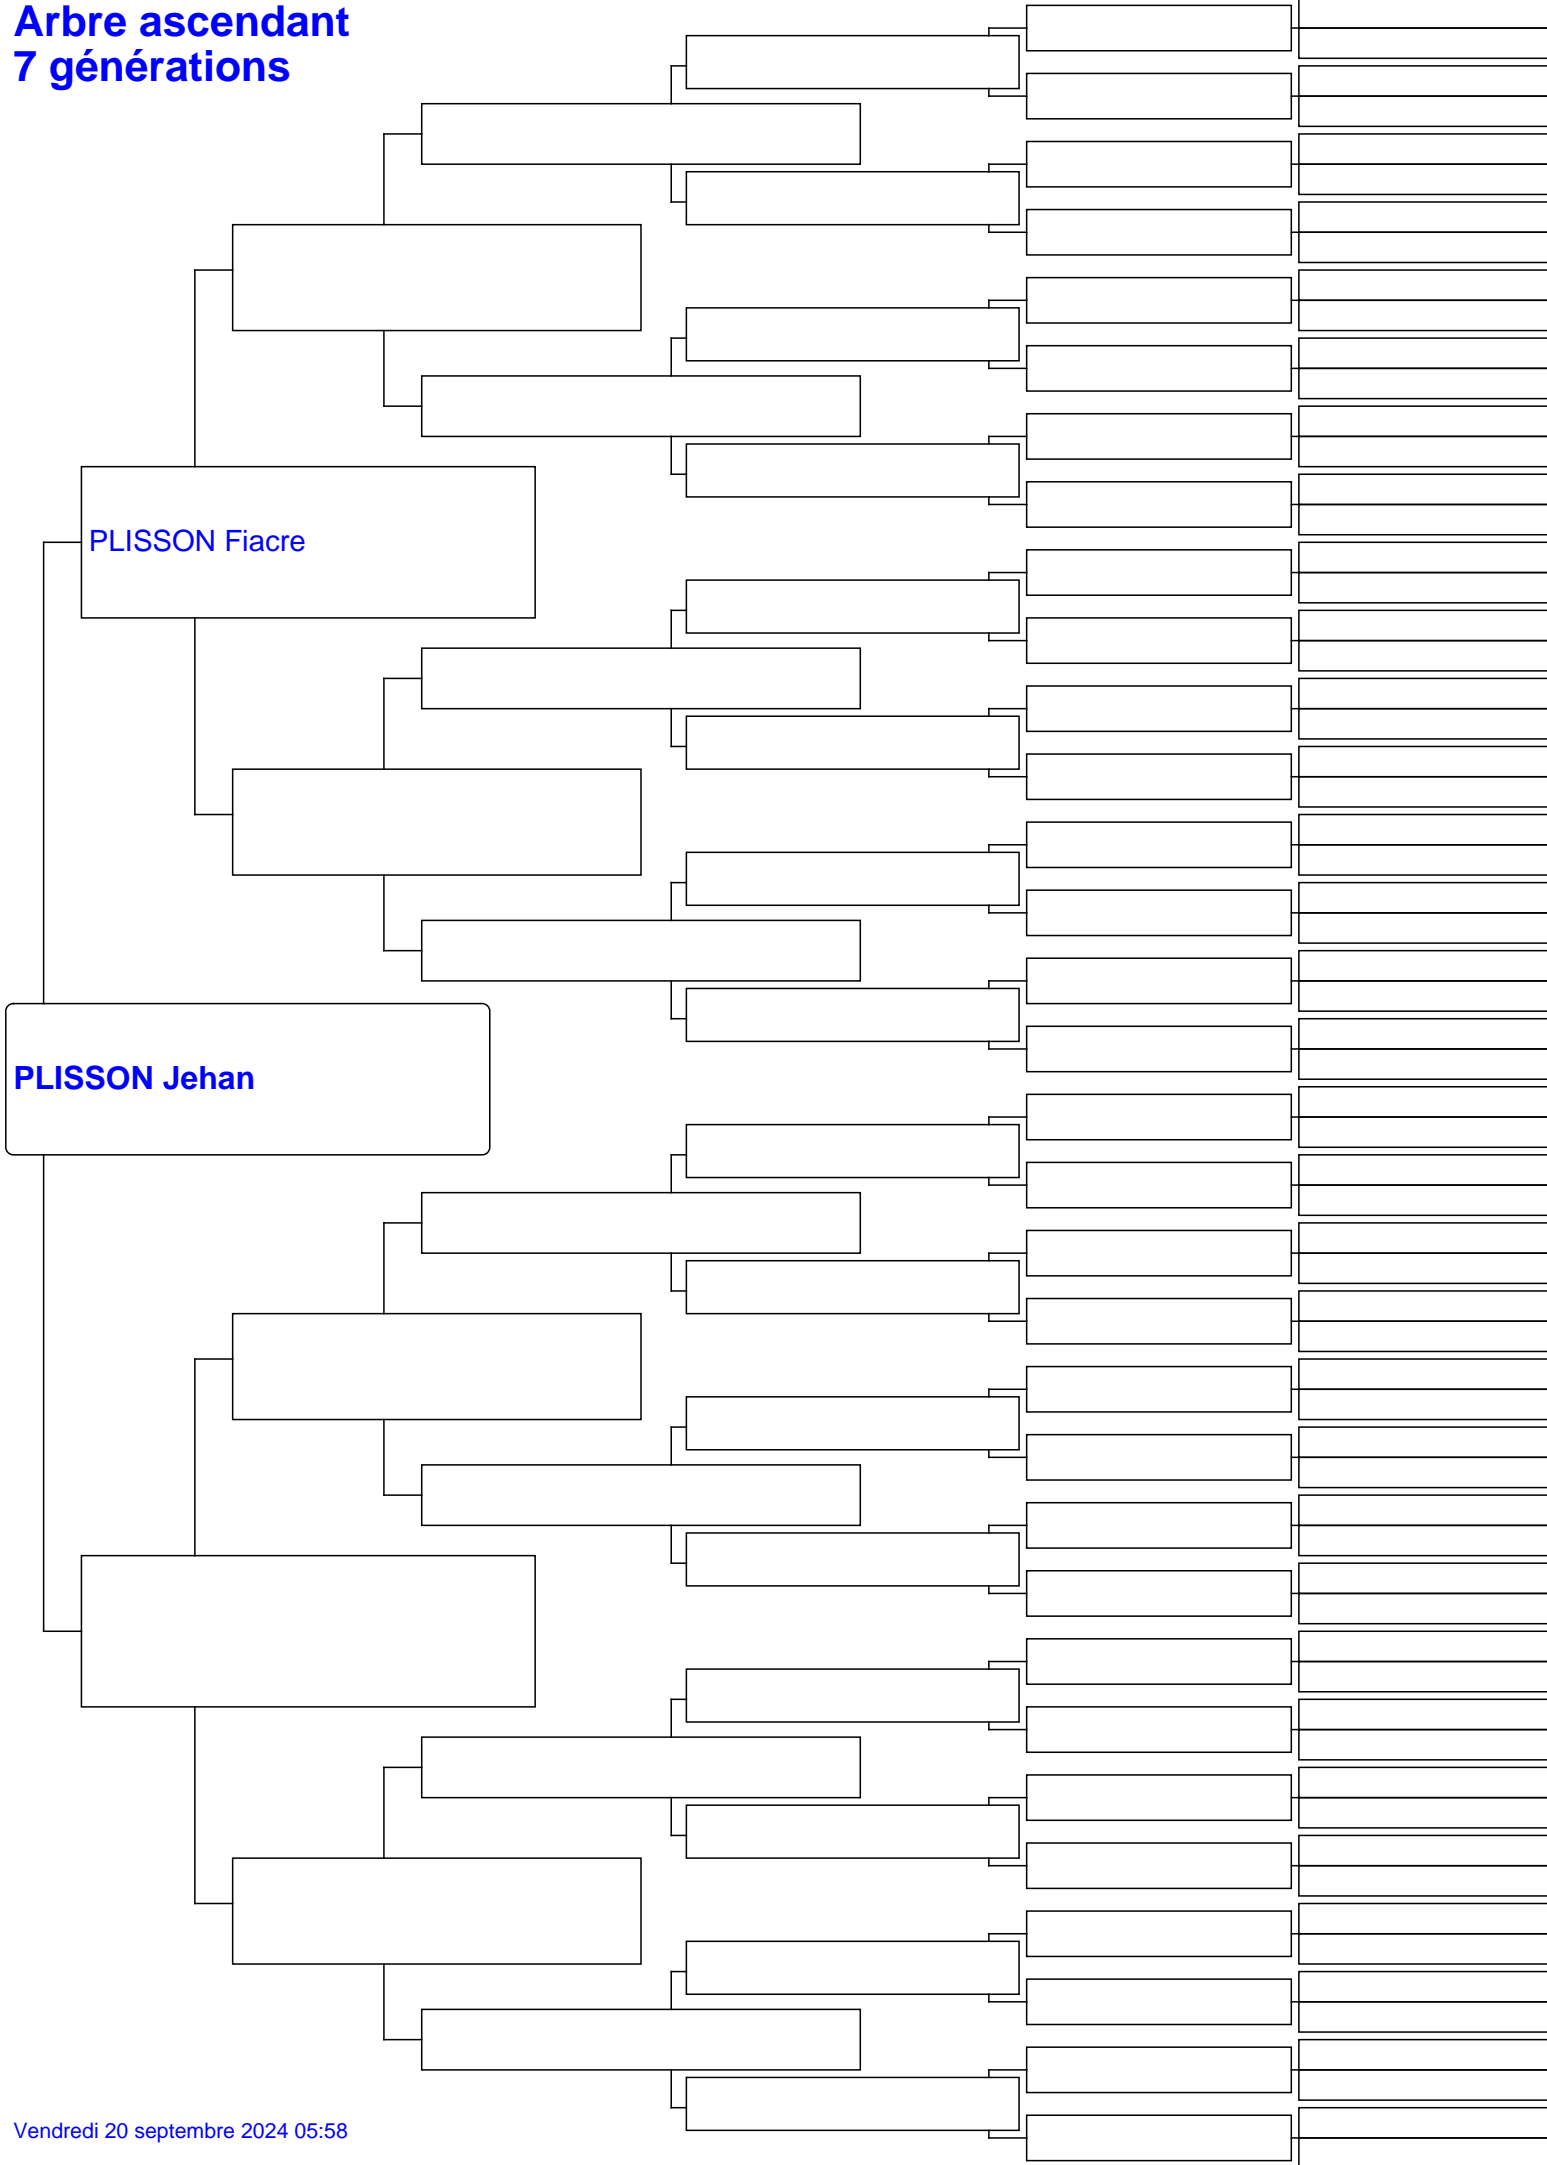 Arbre ascendant
7 générations
PLISSON Fiacre
PLISSON Jehan
Vendredi 20 septembre 2024 05:58